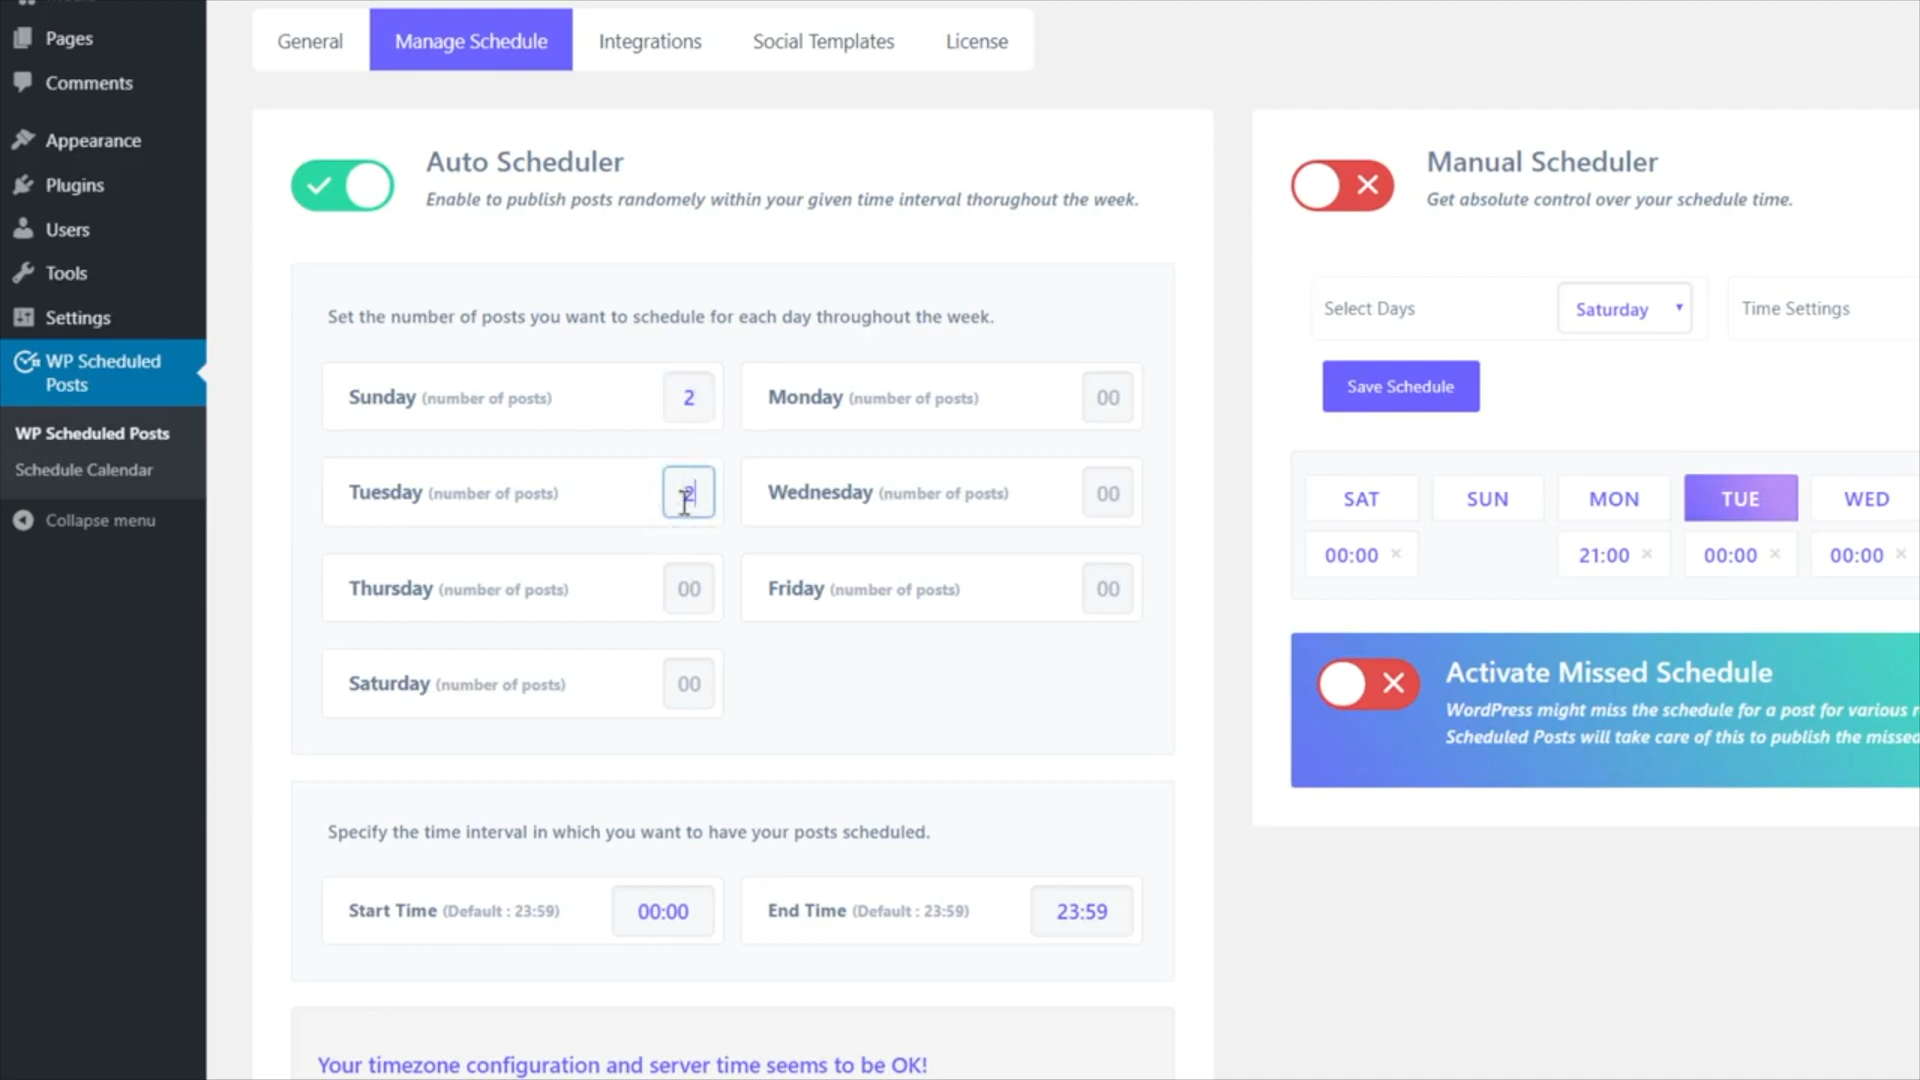 Pages
Comments
Appearance
Plugins
Users
Tools
Settings
WP Scheduled
Posts
WP Scheduled Posts
Schedule Calendar
Collapse menu
General
Manage Schedule
Integrations
Social Templates
License
Auto Scheduler
Enable to publish posts randomely within your given time interval thorughout the week.
Set the number of posts you want to schedule for each day throughout the week.
Sunday (number of posts) 2
Monday (number of posts) 00
Tuesday (number of posts) 2
Wednesday (number of posts) 00
Thursday (number of posts) 00
Friday (number of posts) 00
Saturday (number of posts) 00
Specify the time interval in which you want to have your posts scheduled.
Start Time (Default : 23:59) 00:00
End Time (Default : 23:59) 23:59
Your timezone configuration and server time seems to be OK!
Manual Scheduler
Get absolute control over your schedule time.
Select Days Saturday
Time Settings
Save Schedule
SAT SUN MON TUE WED
00:00 21:00 00:00 00:00
Activate Missed Schedule
WordPress might miss the schedule for a post for various
Scheduled Posts will take care of this to publish the missed